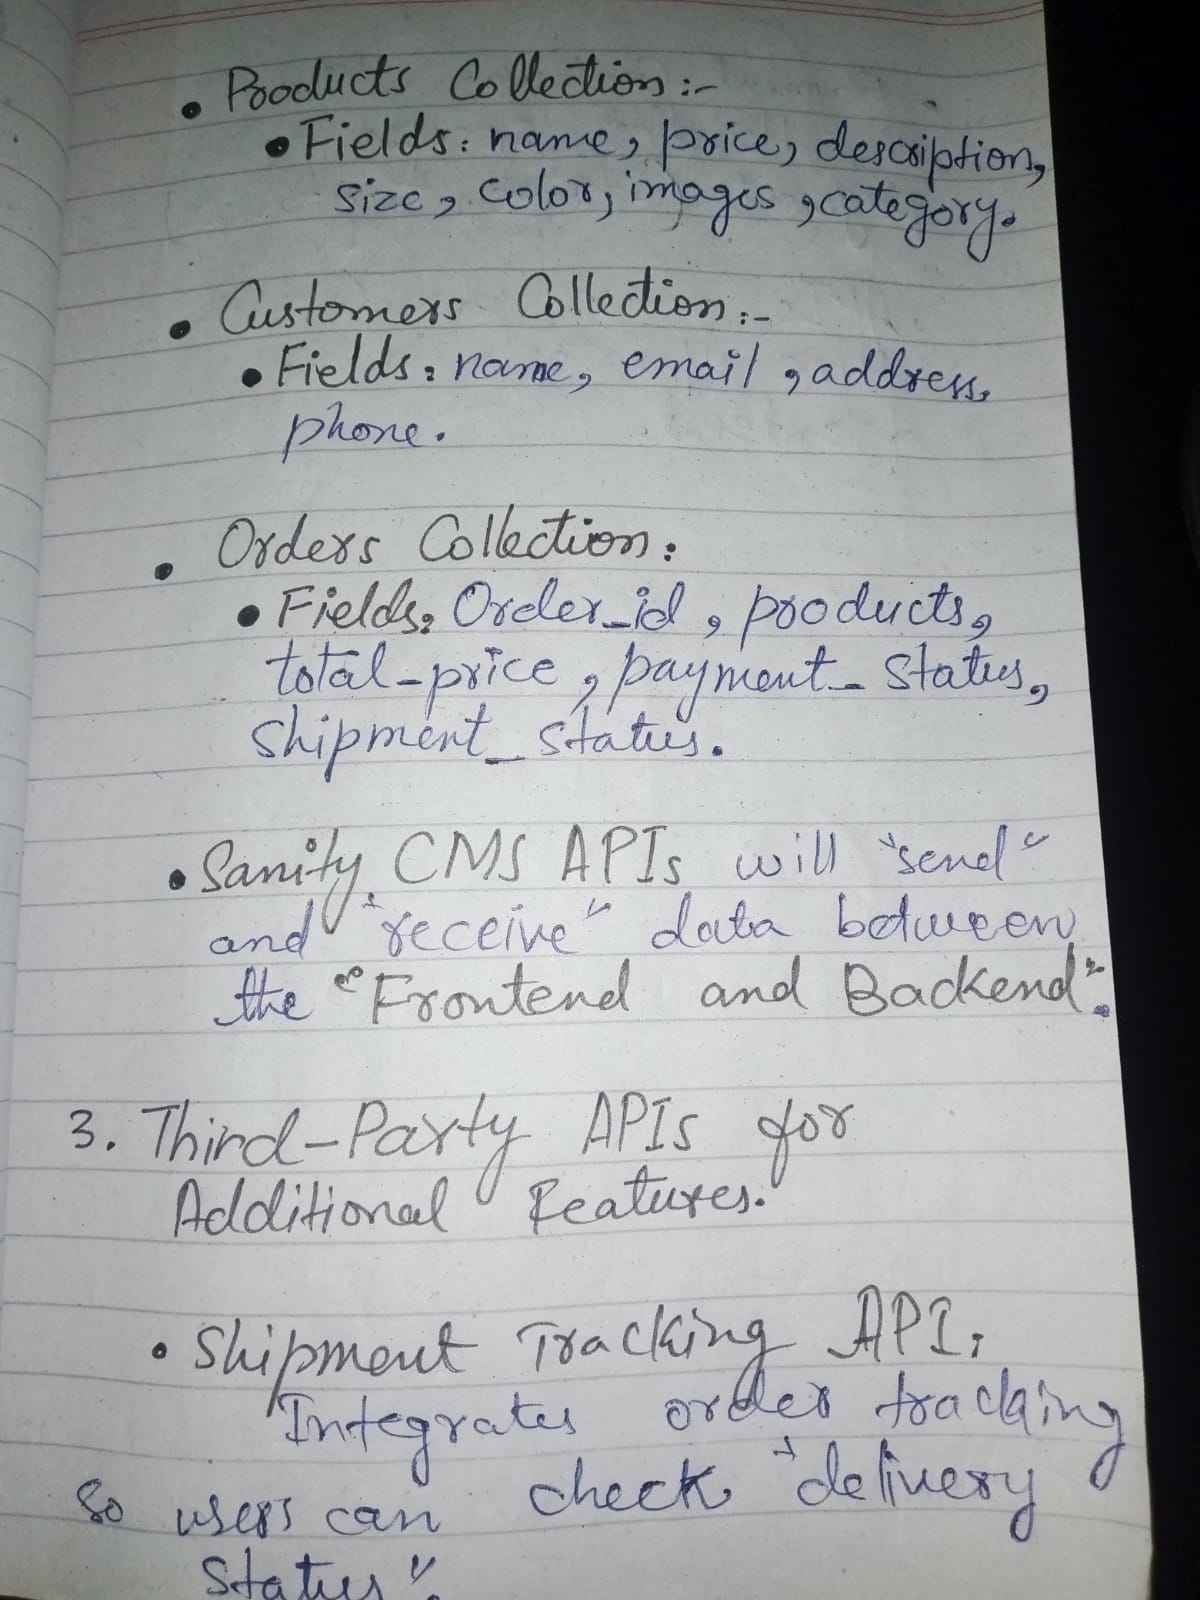 • Products Collection :-
• Fields: name, price, description,
size, color, images, category.
• Customers Collection :-
• Fields: name, email, address,
phone.
• Orders Collection:
• Fields: Order_id, products,
total-price, payment_status,
shipment_status.
• Sanity CMS APIs will "send"
and "receive" data between
the "Frontend and Backend".
3. Third-Party APIs for
Additional Features.
• Shipment Tracking API:
Integrates order tracking
so users can check "delivery
status".